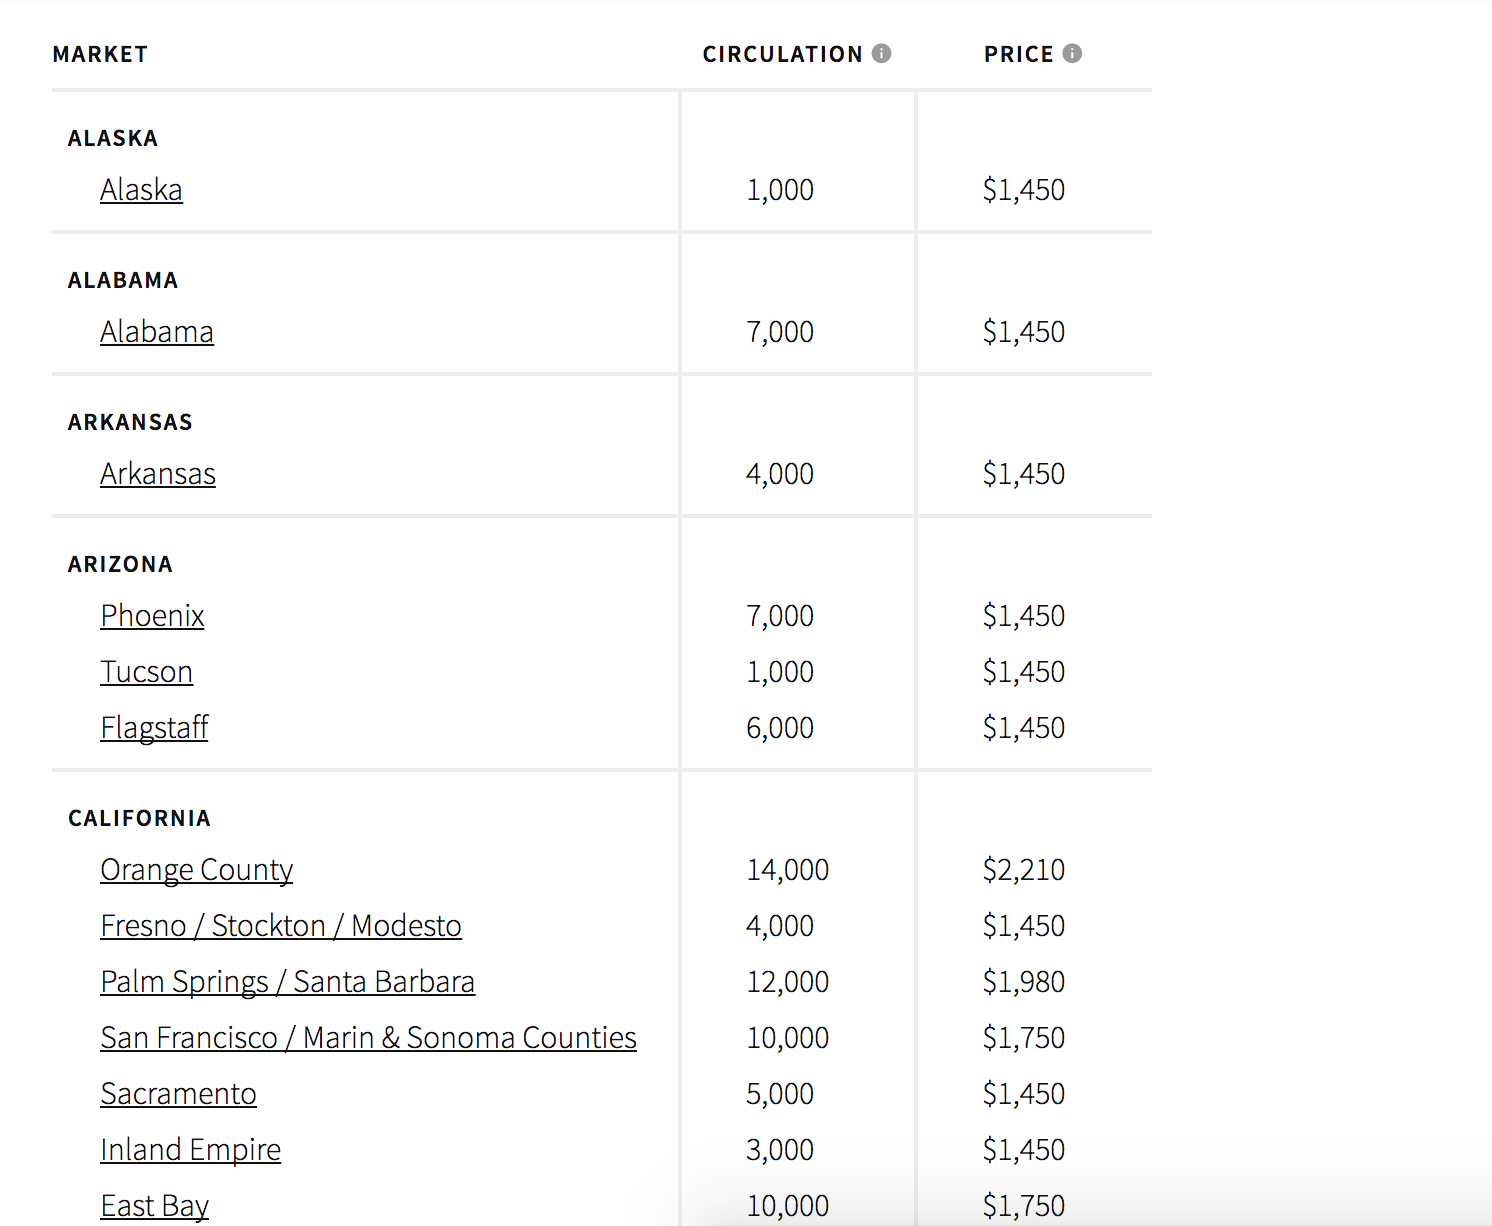 MARKET CIRCULATION PRICE
ALASKA
Alaska 1,000 $1,450
ALABAMA
Alabama 7,000 $1,450
ARKANSAS
Arkansas 4,000 $1,450
ARIZONA
Phoenix 7,000 $1,450
Tucson 1,000 $1,450
Flagstaff 6,000 $1,450
CALIFORNIA
Orange County 14,000 $2,210
Fresno / Stockton / Modesto 4,000 $1,450
Palm Springs / Santa Barbara 12,000 $1,980
San Francisco / Marin & Sonoma Counties 10,000 $1,750
Sacramento 5,000 $1,450
Inland Empire 3,000 $1,450
East Bay 10,000 $1,750